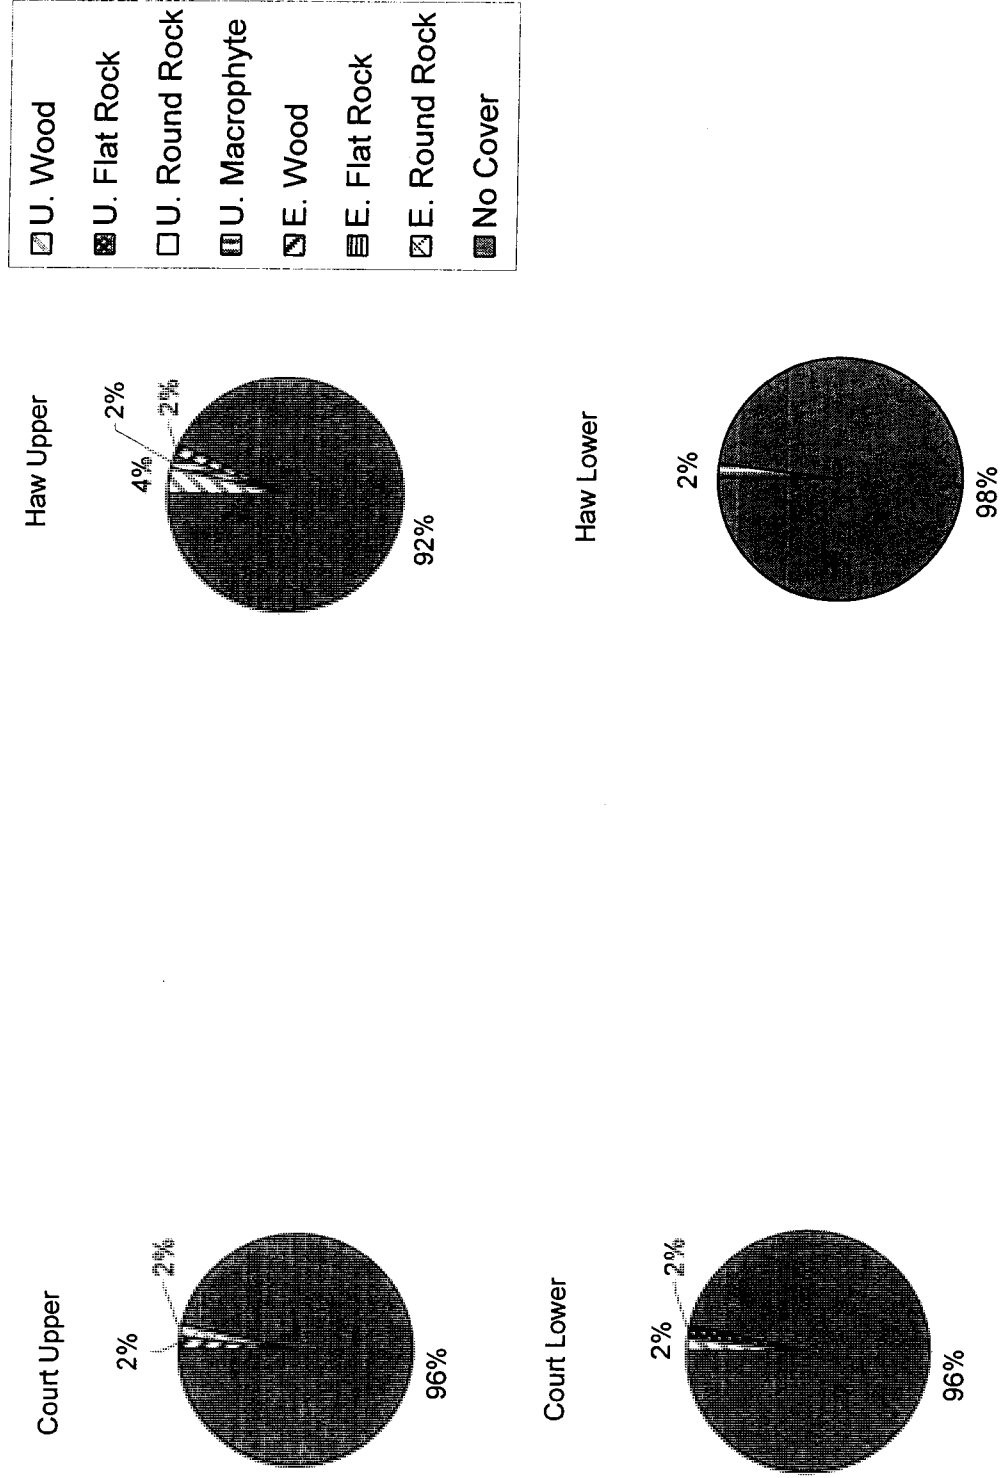 Court Upper
2%
2%
96%
Haw Upper
4%
2%
2%
92%
U. Wood
U. Flat Rock
U. Round Rock
U. Macrophyte
E. Wood
E. Flat Rock
E. Round Rock
No Cover
Court Lower
2%
2%
96%
Haw Lower
2%
98%